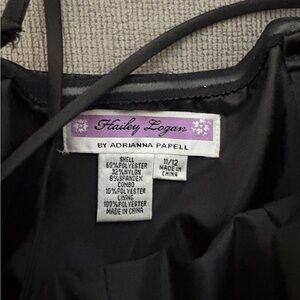 Hailey Logan
BY ADRIANNA PAPELL
SHELL
60%POLYESTER
32%NYLON
8%SPANDEX
COMBO
10%POLYESTER
LINING
100%POLYESTER
MADE IN CHINA
11/12
MADE IN
CHINA